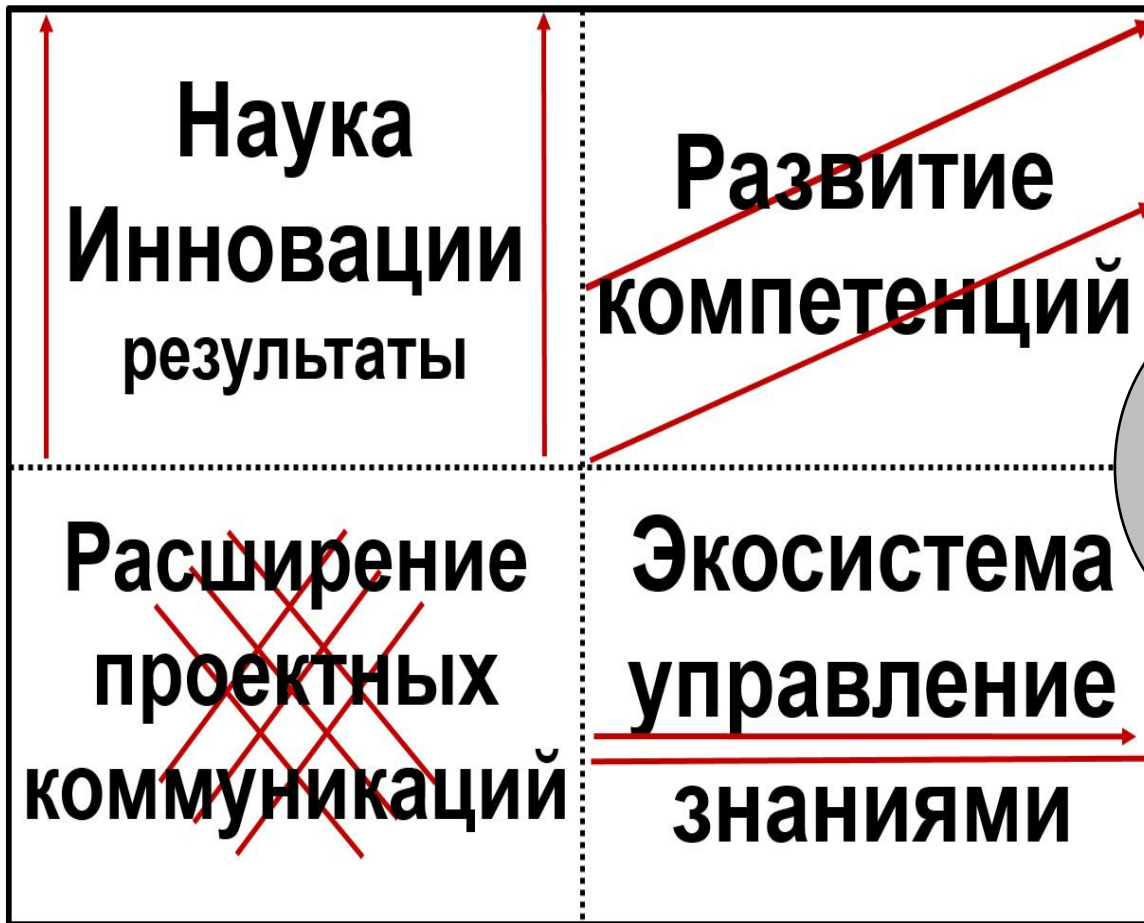 Наука
Инновации
результаты
Развитие
компетенций
Расширение
проектных
коммуникаций
Экосистема
управление
знаниями